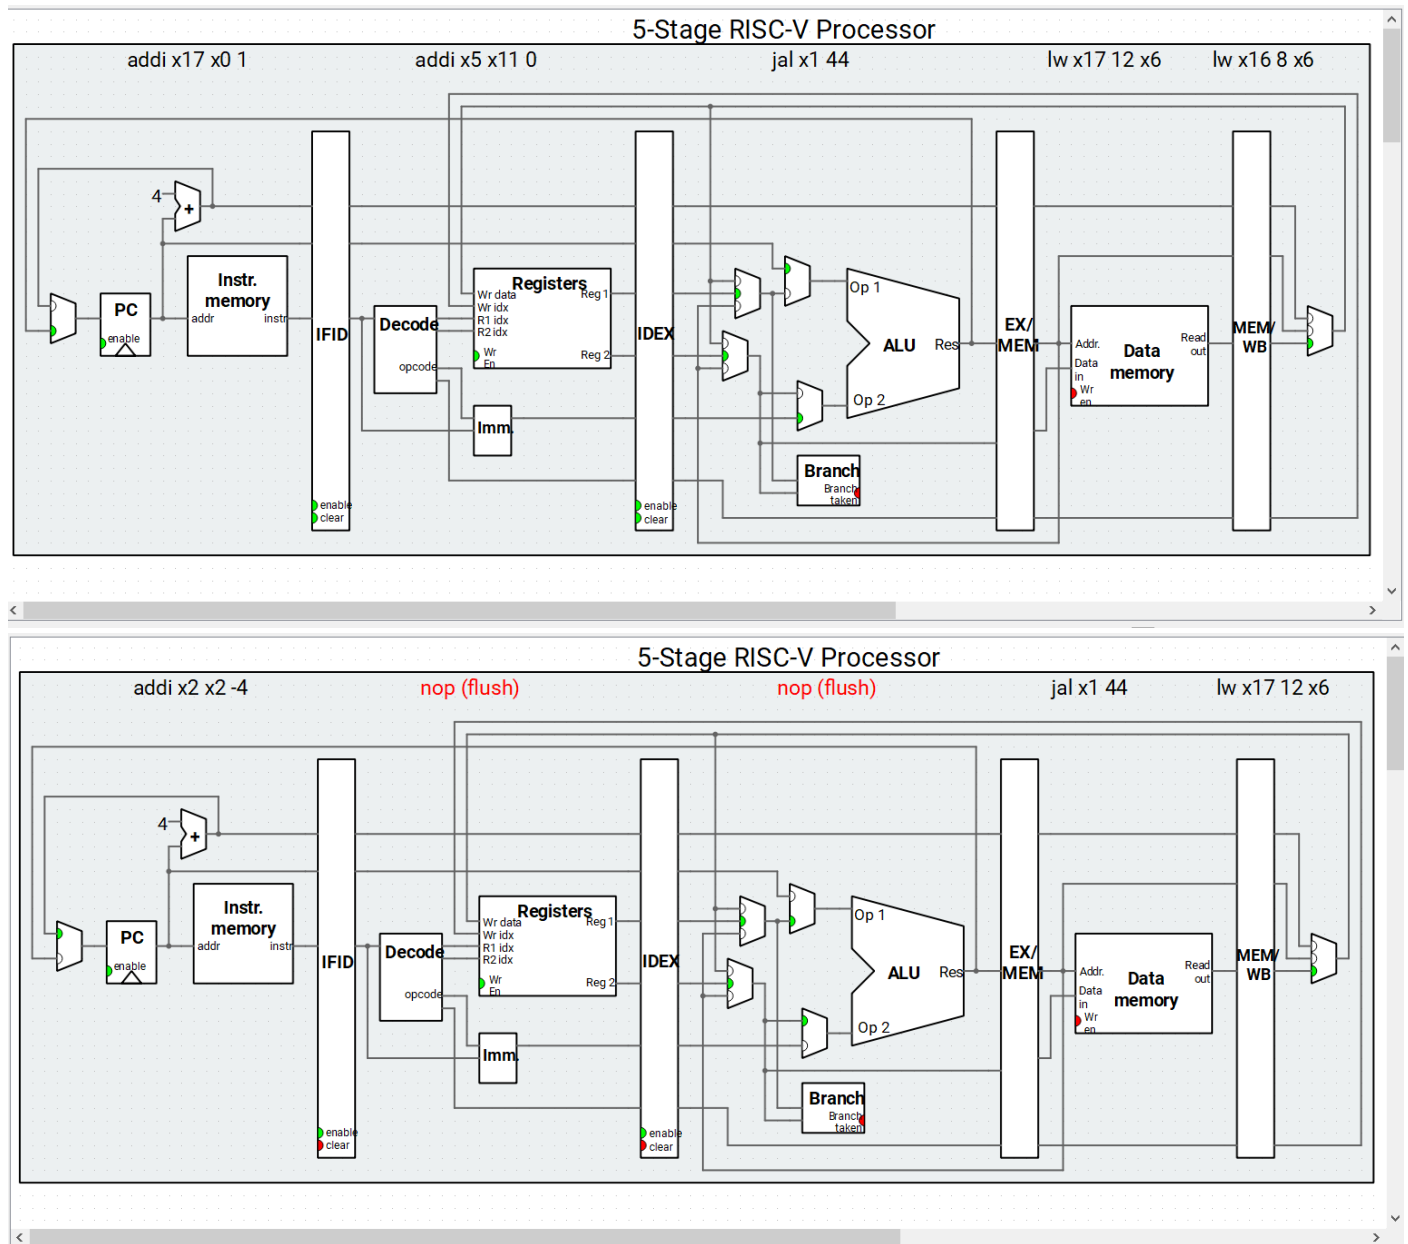 5-Stage RISC-V Processor
addi x17 x0 1
addi x5 x11 0
jal x1 44
lw x17 12 x6
lw x16 8 x6
4
+
Instr.
memory
addr
instr
PC
enable
IFID
enable
clear
Decode
opcode
Registers
Wr data
Wr idx
R1 idx
R2 idx
Wr
En
Reg 1
Reg 2
Imm.
IDEX
enable
clear
Op 1
ALU
Res
Op 2
Branch
Branch
taken
EX/
MEM
Addr.
Data
in
Wr
en
Data
memory
Read
out
MEM/
WB
5-Stage RISC-V Processor
addi x2 x2 -4
nop (flush)
nop (flush)
jal x1 44
lw x17 12 x6
4
+
Instr.
memory
addr
instr
PC
enable
IFID
enable
clear
Decode
opcode
Registers
Wr data
Wr idx
R1 idx
R2 idx
Wr
En
Reg 1
Reg 2
Imm.
IDEX
enable
clear
Op 1
ALU
Res
Op 2
Branch
Branch
taken
EX/
MEM
Addr.
Data
in
Wr
en
Data
memory
Read
out
MEM/
WB